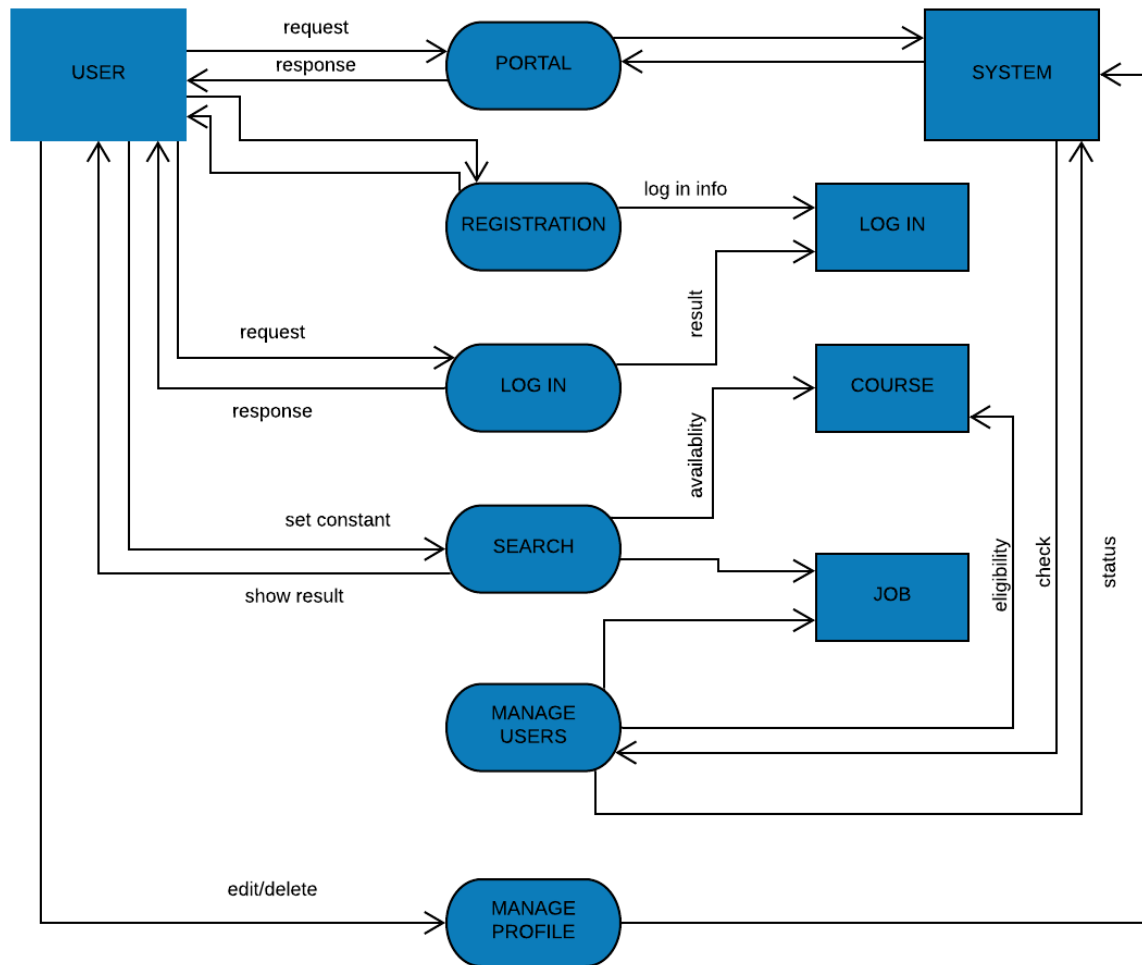 request
USER
response
PORTAL
SYSTEM
REGISTRATION
log in info
LOG IN
request
response
LOG IN
result
COURSE
availablity
set constant
SEARCH
show result
JOB
eligibility
check
status
MANAGE
USERS
edit/delete
MANAGE
PROFILE